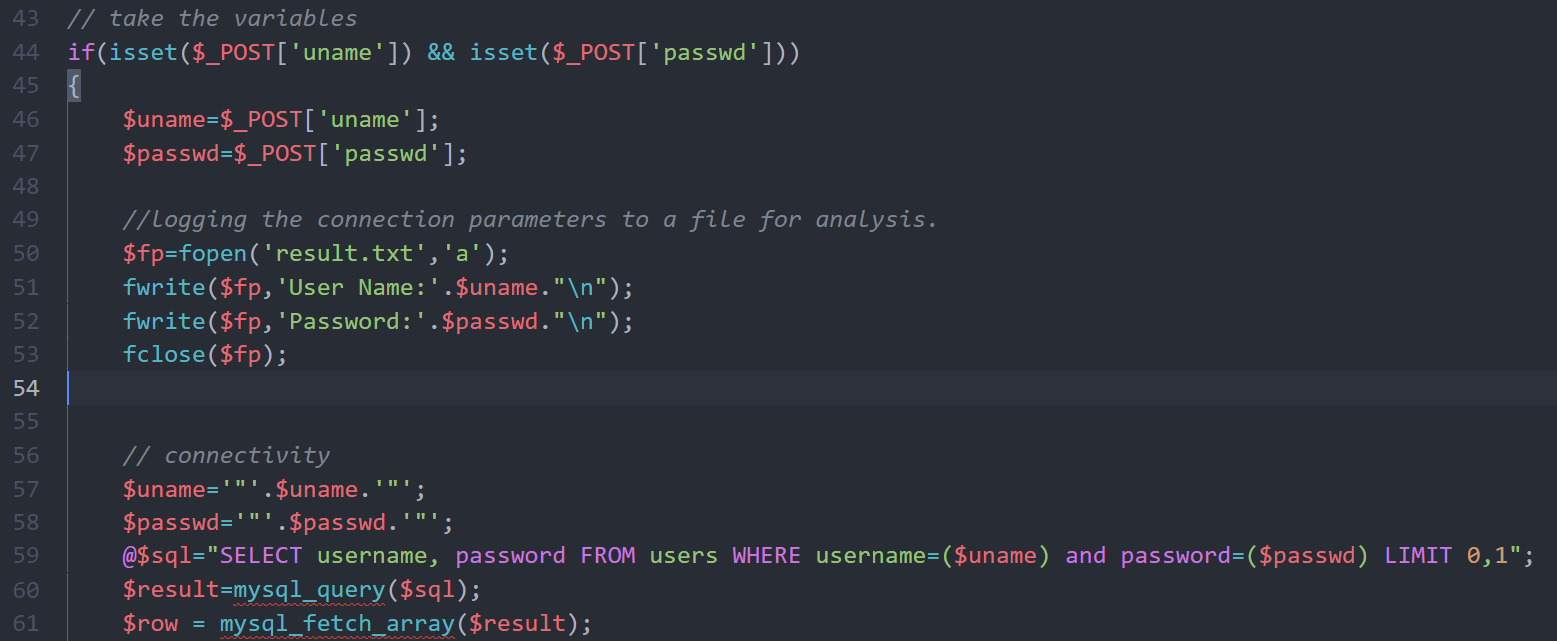 43 // take the variables
44 if(isset($_POST['uname']) && isset($_POST['passwd']))
45 {
46     $uname=$_POST['uname'];
47     $passwd=$_POST['passwd'];
48
49     //logging the connection parameters to a file for analysis.
50     $fp=fopen('result.txt','a');
51     fwrite($fp,'User Name:'.$uname."\n");
52     fwrite($fp,'Password:'.$passwd."\n");
53     fclose($fp);
54
55
56     // connectivity
57     $uname='"'.$uname.'"';
58     $passwd='"'.$passwd.'"';
59     @$sql="SELECT username, password FROM users WHERE username=($uname) and password=($passwd) LIMIT 0,1";
60     $result=mysql_query($sql);
61     $row = mysql_fetch_array($result);